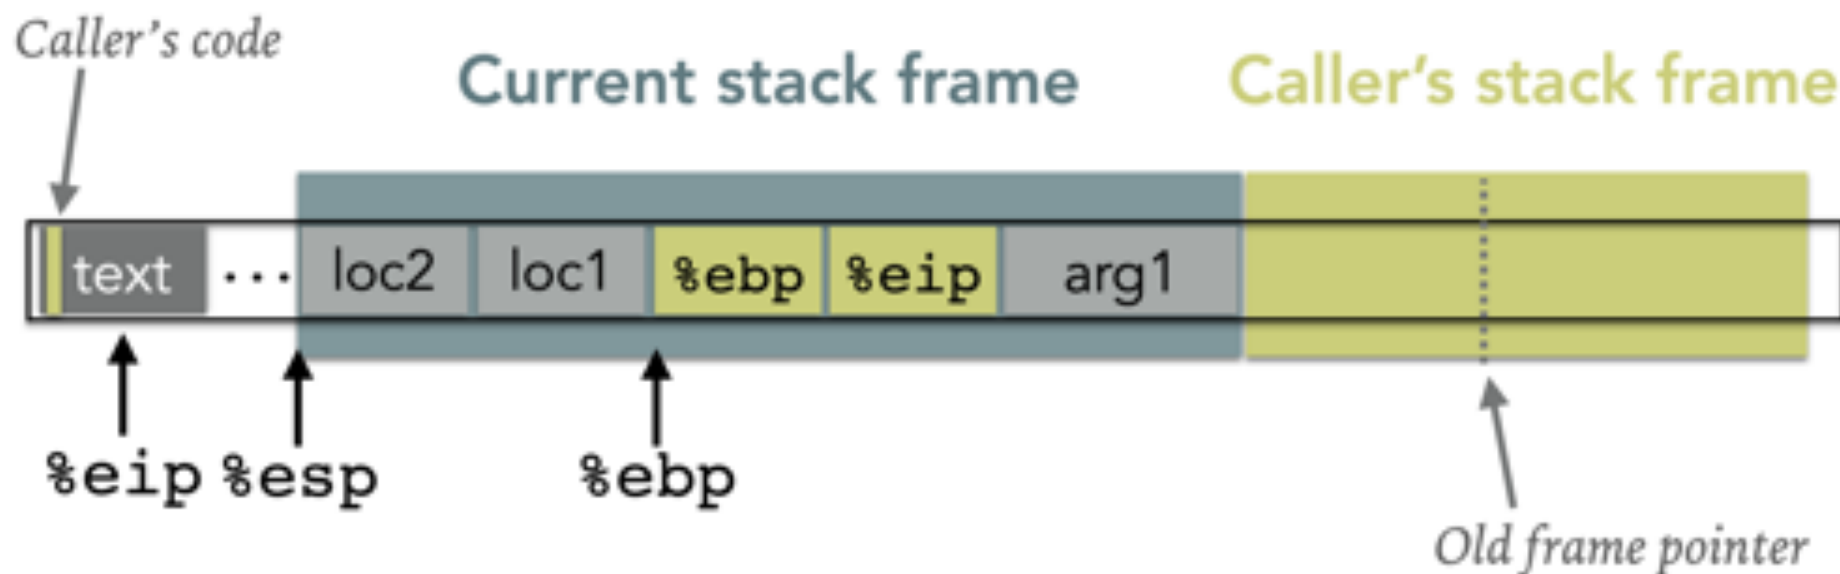 Caller's code
Current stack frame
Caller's stack frame
text ... loc2 loc1 %ebp %eip arg1
%eip %esp %ebp
Old frame pointer